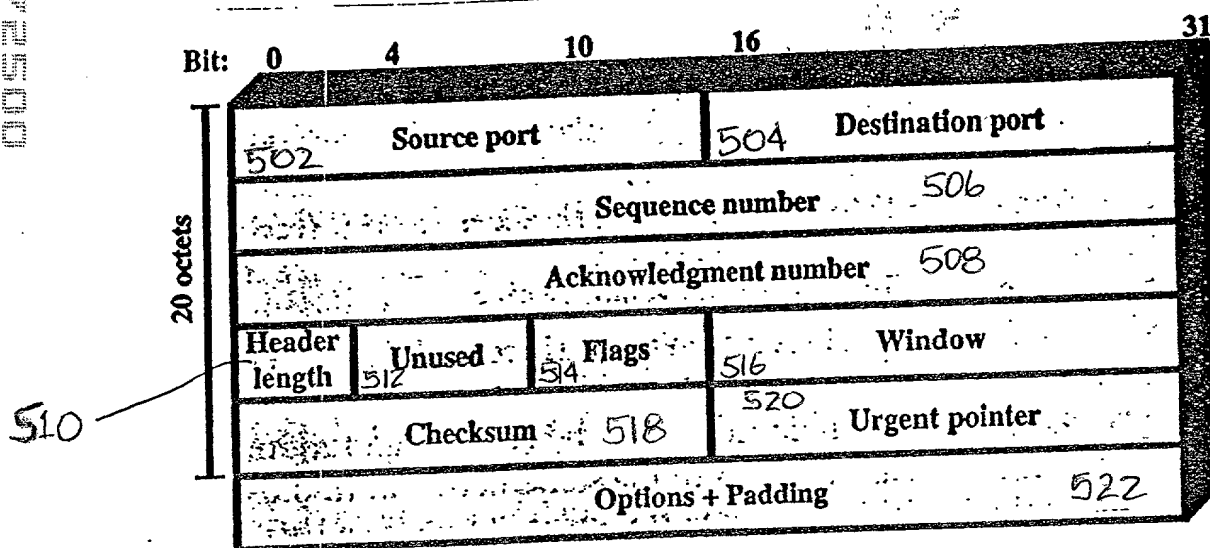 Bit: 0 4 10 16 31
Source port 502 504 Destination port
Sequence number 506
Acknowledgment number 508
20 octets
Header length Unused 512 Flags 514 516 Window
510
Checksum 518 520 Urgent pointer
Options + Padding 522